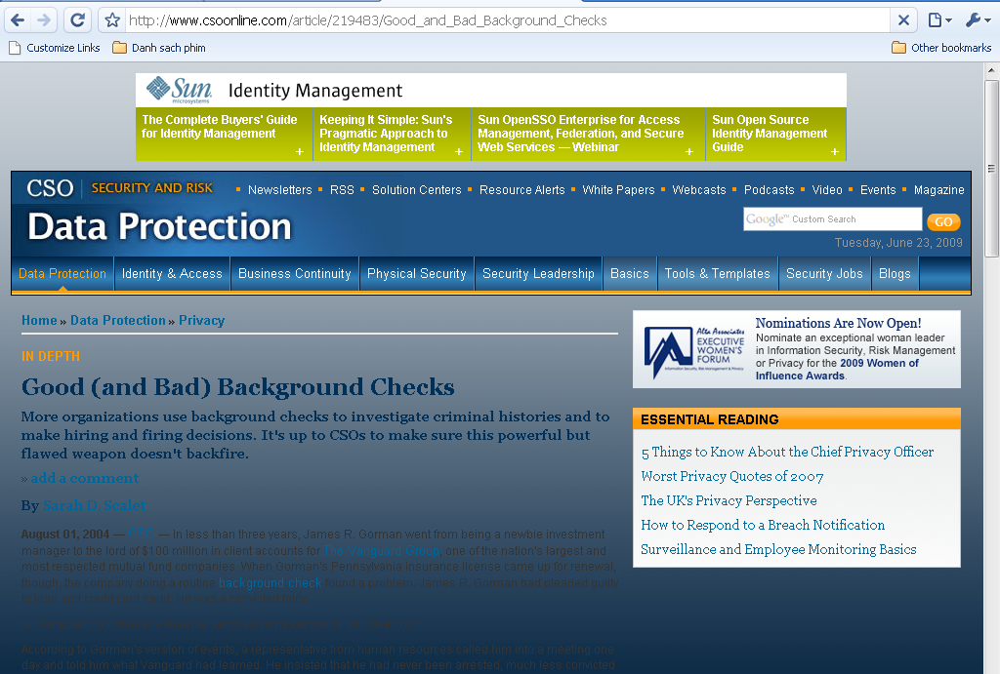 http://www.csoonline.com/article/219483/Good_and_Bad_Background_Checks
Customize Links
Danh sach phim
Other bookmarks
Sun
microsystems
Identity Management
The Complete Buyers' Guide
for Identity Management
+
Keeping It Simple: Sun's
Pragmatic Approach to
Identity Management
+
Sun OpenSSO Enterprise for Access
Management, Federation, and Secure
Web Services — Webinar
+
Sun Open Source
Identity Management
Guide
+
CSO | SECURITY AND RISK
Newsletters
RSS
Solution Centers
Resource Alerts
White Papers
Webcasts
Podcasts
Video
Events
Magazine
Data Protection
Google™ Custom Search
GO
Tuesday, June 23, 2009
Data Protection
Identity & Access
Business Continuity
Physical Security
Security Leadership
Basics
Tools & Templates
Security Jobs
Blogs
Home » Data Protection » Privacy
IN DEPTH
Good (and Bad) Background Checks
More organizations use background checks to investigate criminal histories and to
make hiring and firing decisions. It's up to CSOs to make sure this powerful but
flawed weapon doesn't backfire.
» add a comment
By Sarah D. Scalet
August 01, 2004 — CSO — In less than three years, James R. Gorman went from being a newbie investment
manager to the lord of $100 million in client accounts for The Vanguard Group, one of the nation's largest and
most respected mutual fund companies. When Gorman's Pennsylvania insurance license came up for renewal,
though, the company doing a routine background check found a problem. James R. Gorman had pleaded guilty
According to Gorman's version of events, a representative from human resources called him into a meeting one
day and told him what Vanguard had learned. He insisted that he had never been arrested, much less convicted
Alta Associates
EXECUTIVE
WOMEN'S
FORUM
Information Security, Risk Management & Privacy
Nominations Are Now Open!
Nominate an exceptional woman leader
in Information Security, Risk Management
or Privacy for the 2009 Women of
Influence Awards.
ESSENTIAL READING
5 Things to Know About the Chief Privacy Officer
Worst Privacy Quotes of 2007
The UK's Privacy Perspective
How to Respond to a Breach Notification
Surveillance and Employee Monitoring Basics